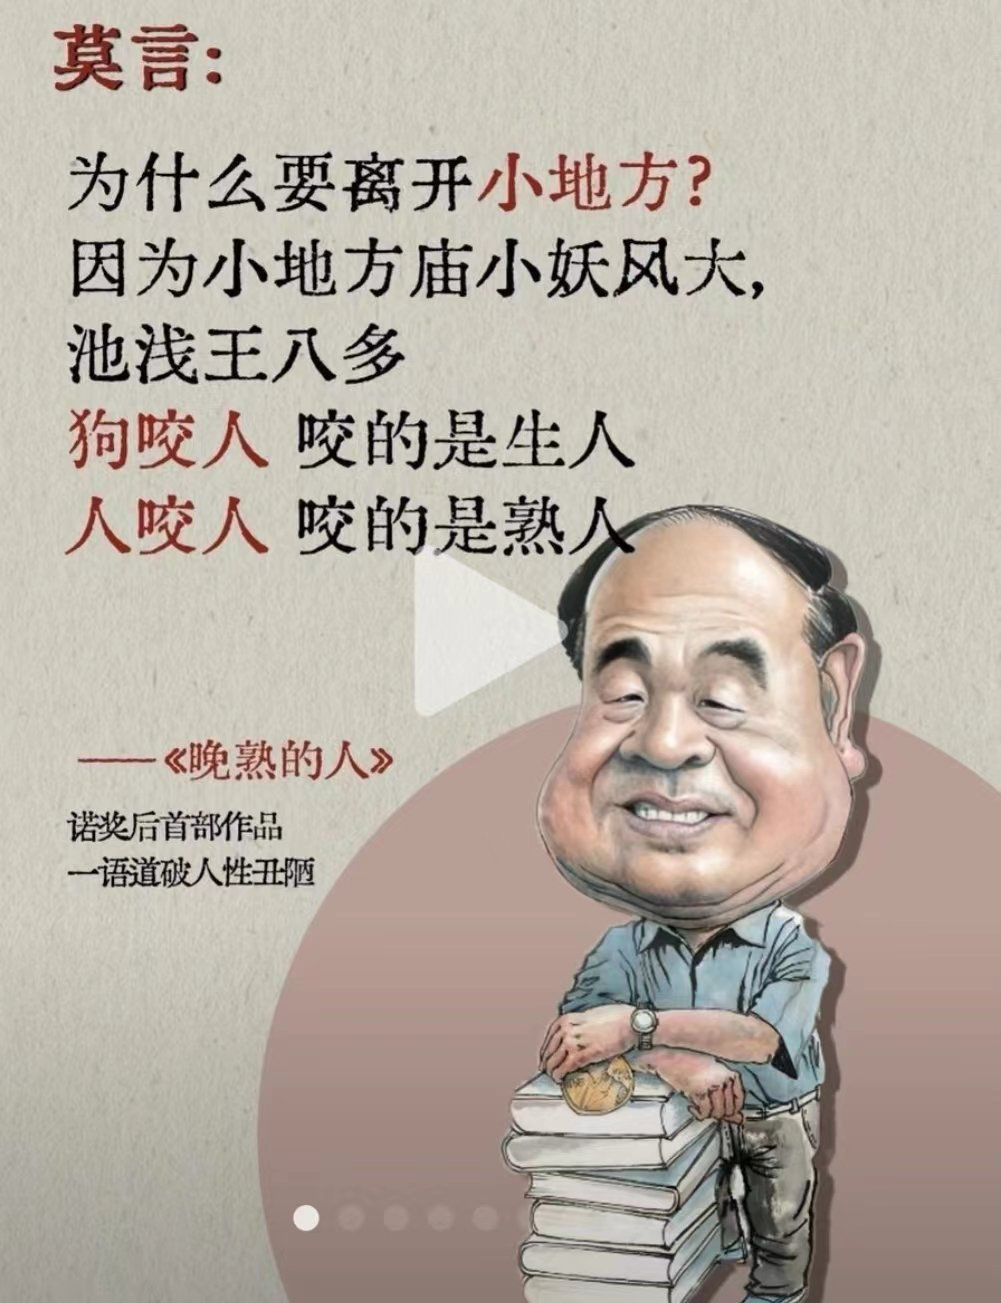 莫言:
为什么要离开小地方?
因为小地方庙小妖风大,
池浅王八多
狗咬人 咬的是生人
人咬人 咬的是熟人
——《晚熟的人》
诺奖后首部作品
一语道破人性丑陋